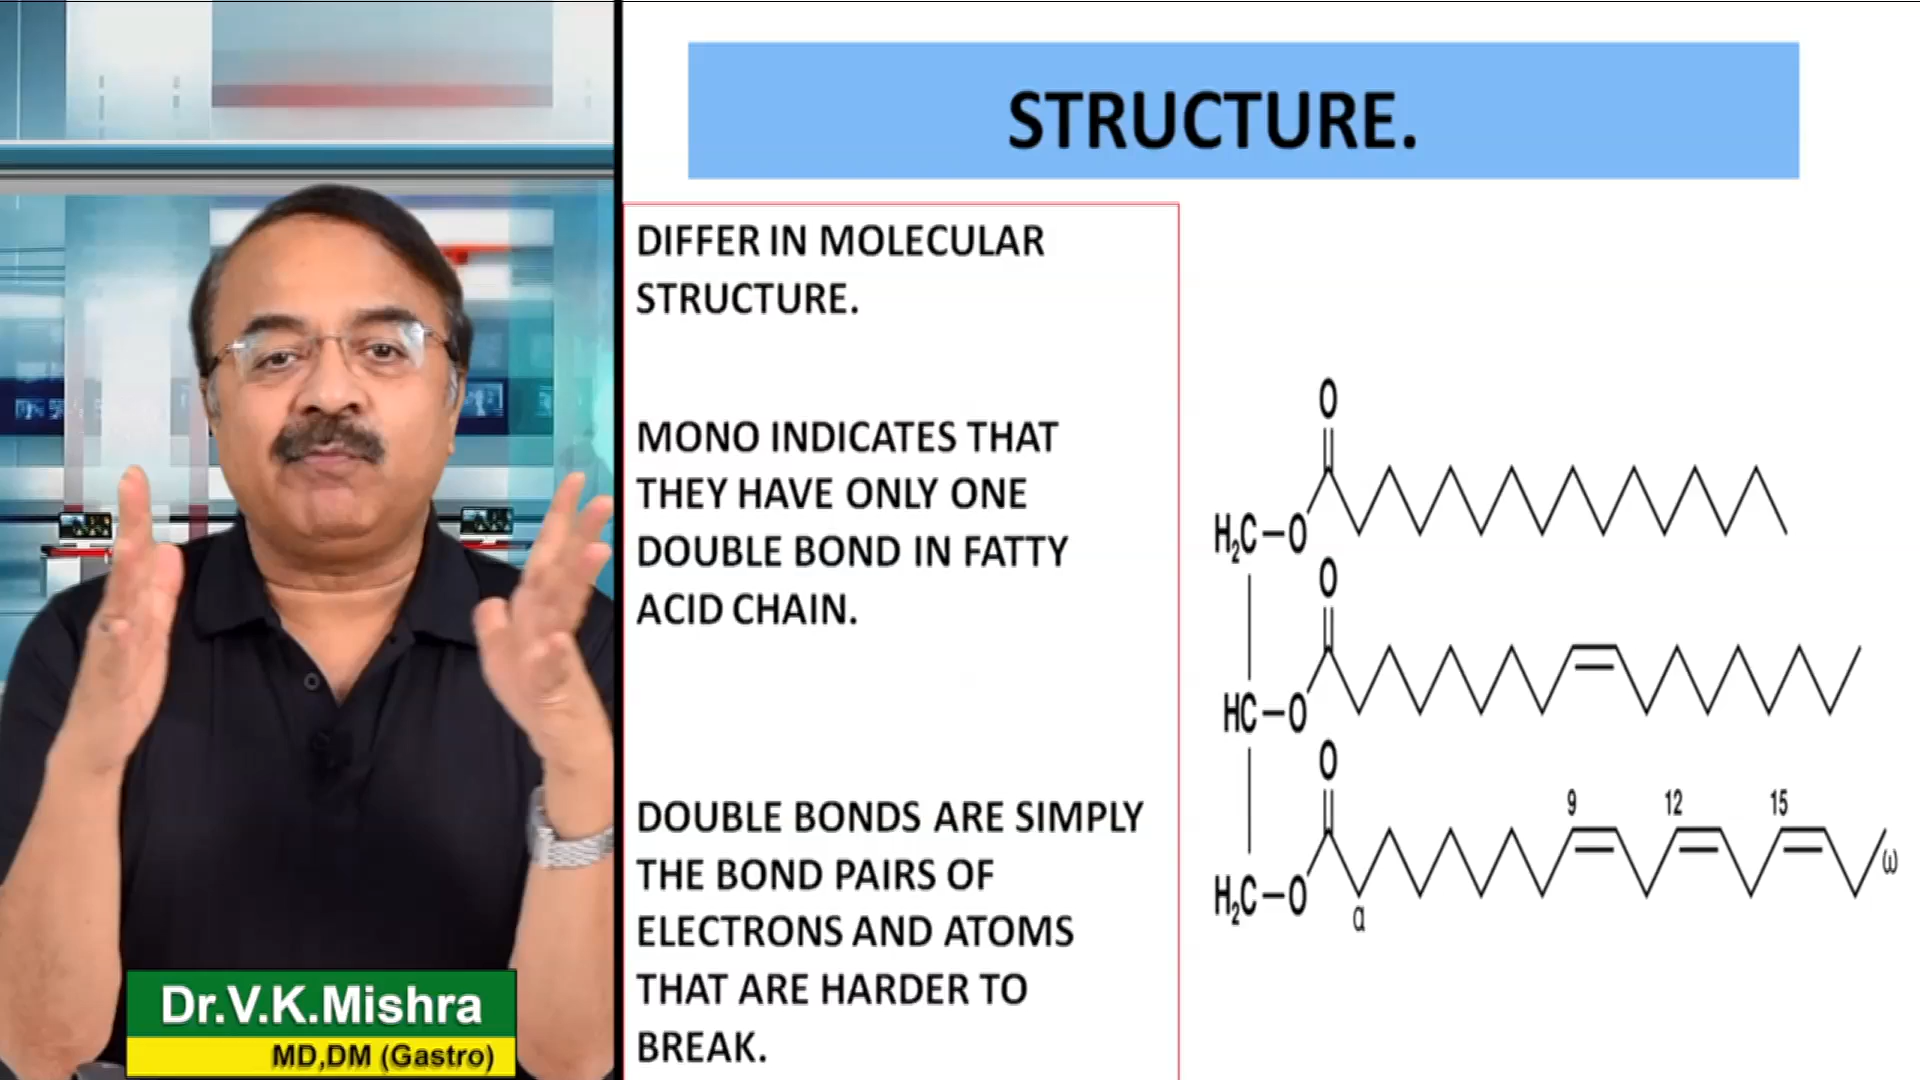 STRUCTURE.
DIFFER IN MOLECULAR
STRUCTURE.
MONO INDICATES THAT
THEY HAVE ONLY ONE
DOUBLE BOND IN FATTY
ACID CHAIN.
DOUBLE BONDS ARE SIMPLY
THE BOND PAIRS OF
ELECTRONS AND ATOMS
THAT ARE HARDER TO
BREAK.
O
H₂C–O
O
HC–O
O
9 12 15
H₂C–O
α
ω
Dr.V.K.Mishra
MD,DM (Gastro)